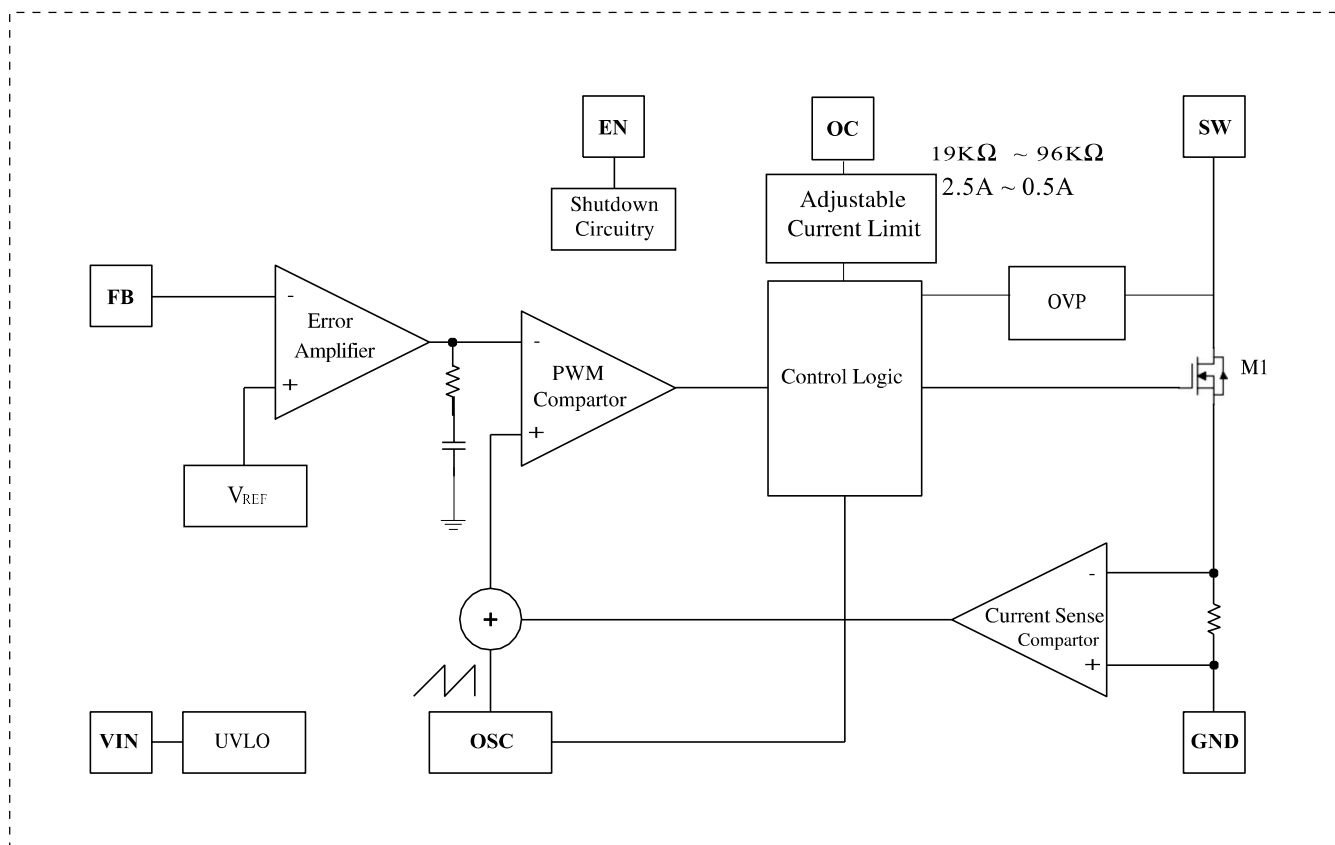 EN
OC
SW
19KΩ ~ 96KΩ
2.5A ~ 0.5A
Shutdown
Circuitry
Adjustable
Current Limit
FB
-
Error
Amplifier
+
OVP
-
PWM
Compartor
+
Control Logic
M1
VREF
-
Current Sense
Compartor
+
+
VIN
UVLO
OSC
GND